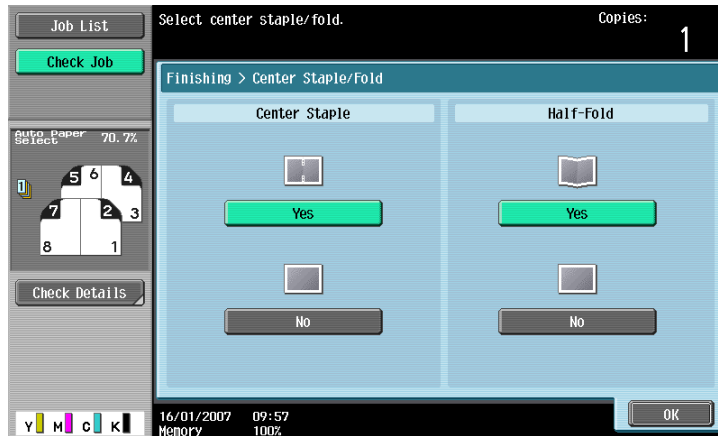 Job List
Check Job
Select center staple/fold.
Copies:
1
Finishing > Center Staple/Fold
Center Staple
Half-Fold
Auto Paper Select 70.7%
1
5 6 4
7 2 3
8 1
Yes
Yes
Check Details
No
No
OK
Y M C K
16/01/2007 09:57
Memory 100%